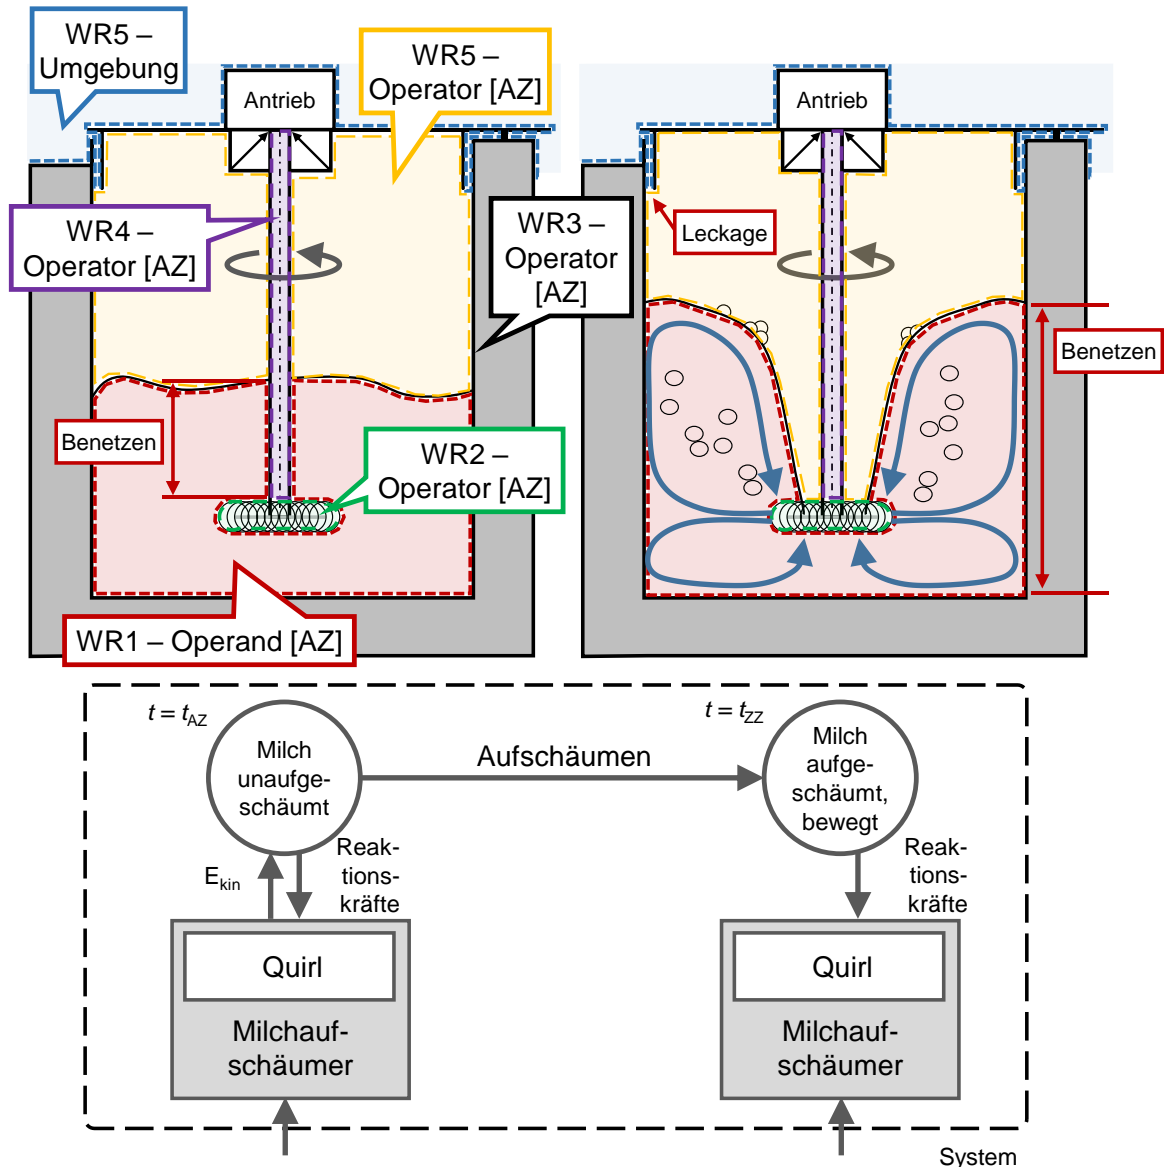 WR5 –
Umgebung
WR5 –
Operator [AZ]
Antrieb
Antrieb
WR4 –
Operator [AZ]
WR3 –
Operator
[AZ]
Leckage
Benetzen
Benetzen
WR2 –
Operator [AZ]
WR1 – Operand [AZ]
t = tAZ
Milch
unaufge-
schäumt
Aufschäumen
t = tZZ
Milch
aufge-
schäumt,
bewegt
Ekin
Reak-
tions-
kräfte
Reak-
tions-
kräfte
Quirl
Milchauf-
schäumer
Quirl
Milchauf-
schäumer
System